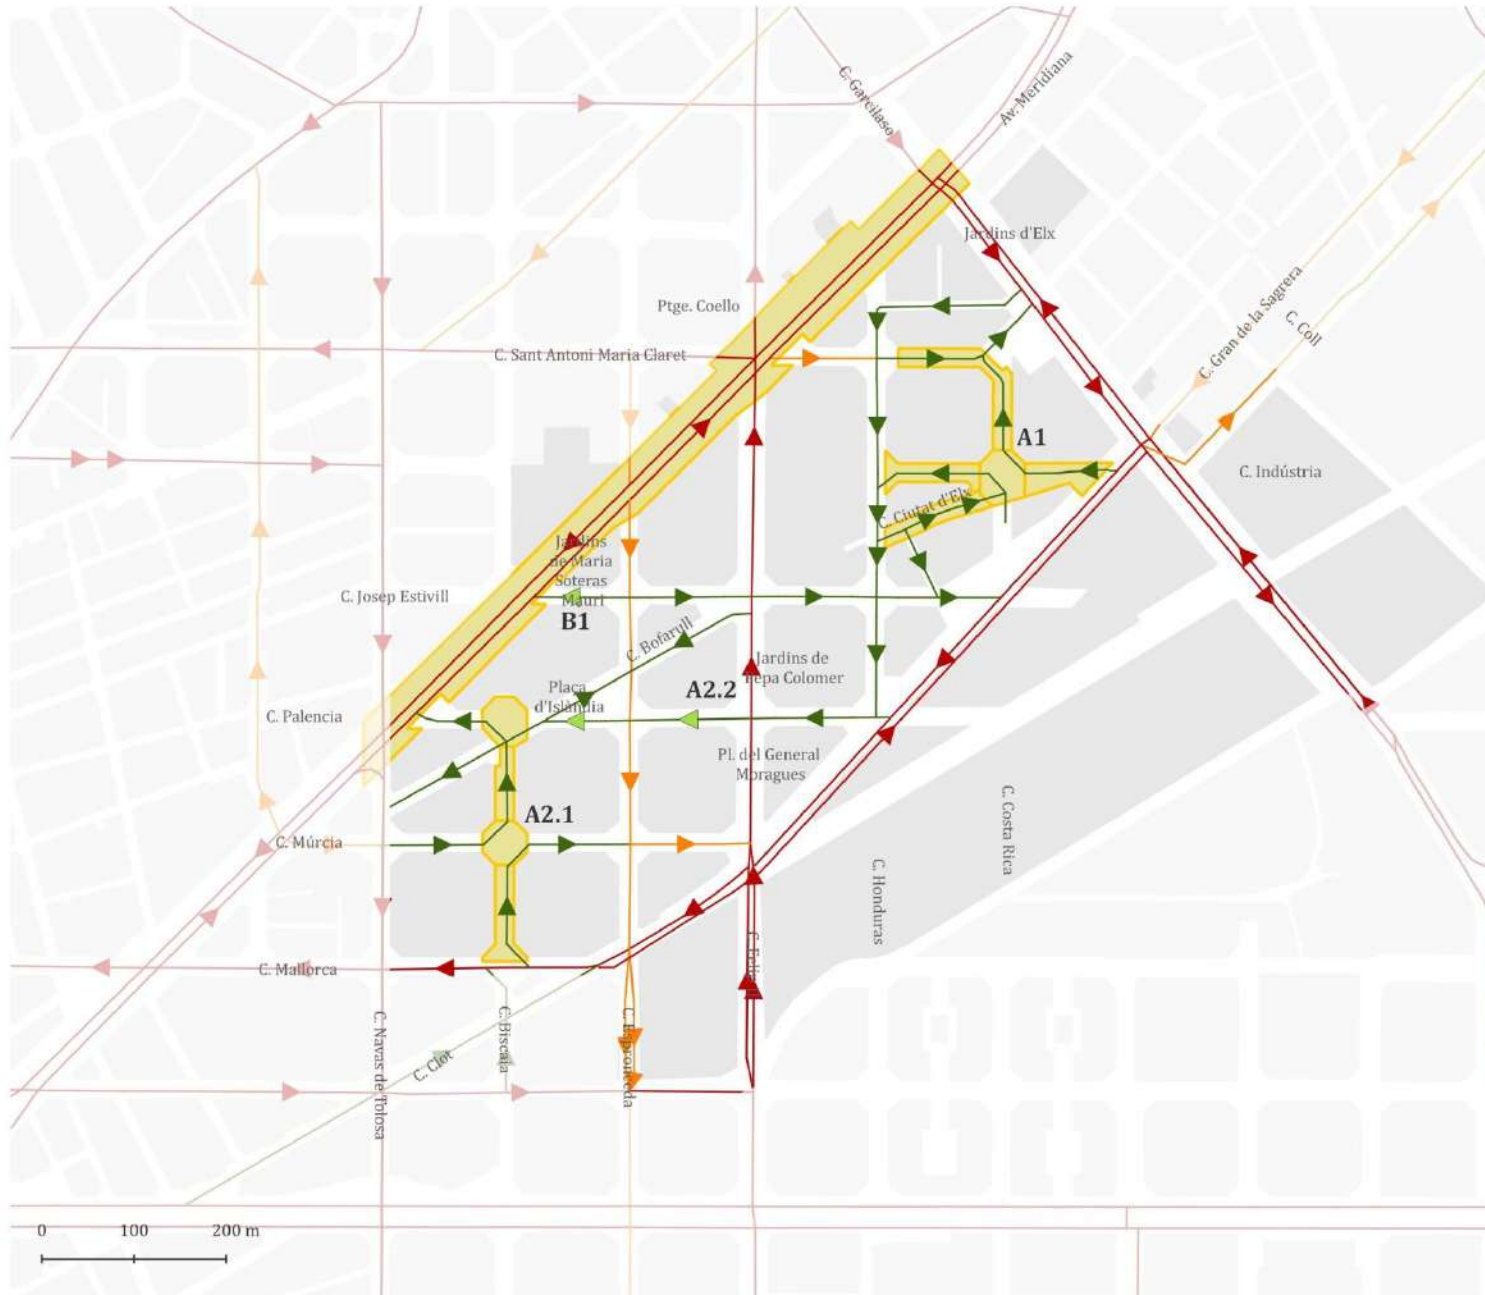 C. Garcilaso
Av. Meridiana
Jardins d'Elx
Ptge. Coello
C. Gran de la Sagrera
C. Coll
C. Sant Antoni Maria Claret
A1
C. Indústria
C. Ciutat d'Elx
Jardins
de Maria
Soteras
Mauri
C. Josep Estivill
B1
C. Bofarull
Jardins de
Pepa Colomer
Plaça
d'Islàndia
A2.2
C. Palencia
Pl. del General
Moragues
A2.1
C. Múrcia
C. Costa Rica
C. Honduras
C. Mallorca
C. Navas de Tolosa
C. Clot
C. Biscaia
C. Espronceda
0 100 200 m